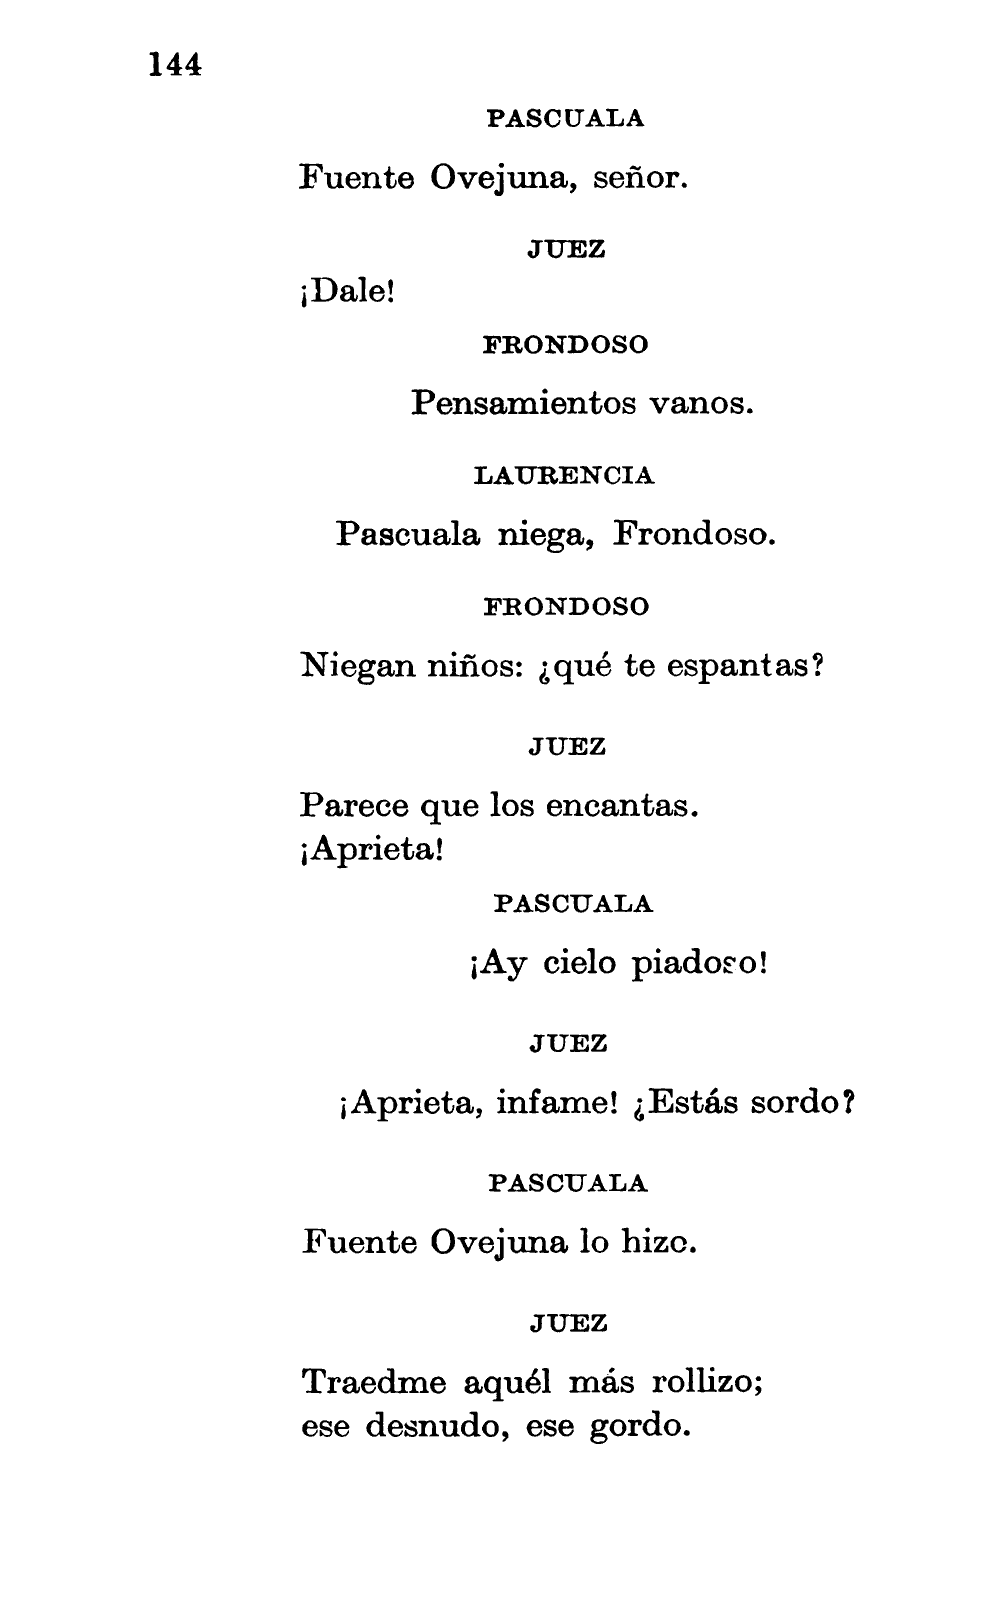 144
PASCUALA
Fuente Ovejuna, señor.
JUEZ
¡Dale!
FRONDOSO
Pensamientos vanos.
LAURENCIA
Pascuala niega, Frondoso.
FRONDOSO
Niegan niños: ¿qué te espantas?
JUEZ
Parece que los encantas.
¡Aprieta!
PASCUALA
¡Ay cielo piadoso!
JUEZ
¡Aprieta, infame! ¿Estás sordo?
PASCUALA
Fuente Ovejuna lo hizo.
JUEZ
Traedme aquél más rollizo;
ese desnudo, ese gordo.